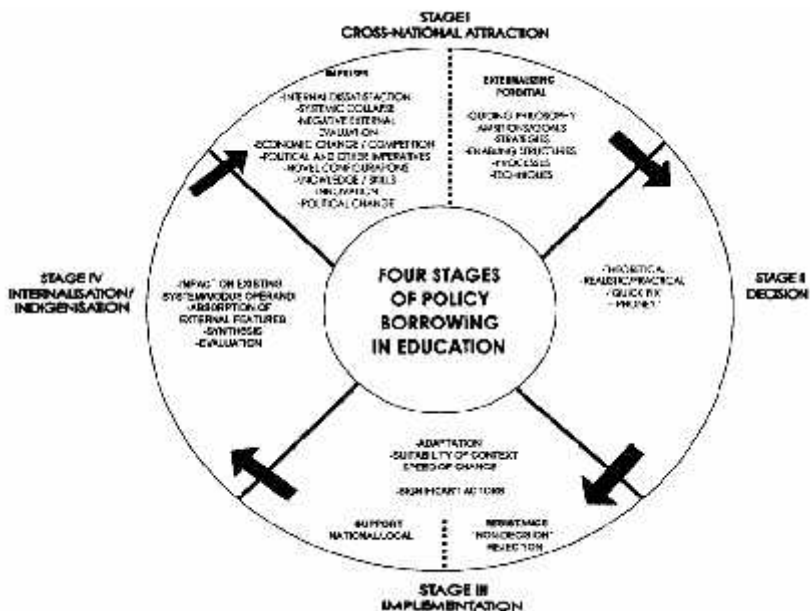 STAGE I
CROSS-NATIONAL ATTRACTION
IMPULSES
-INTERNAL DISSATISFACTION
-SYSTEMIC COLLAPSE
-NEGATIVE EXTERNAL
EVALUATION
-ECONOMIC CHANGE / COMPETITION
-POLITICAL AND OTHER IMPERATIVES
-NOVEL CONFIGURATIONS
-KNOWLEDGE / SKILLS
INNOVATION
-POLITICAL CHANGE
EXTERNALIZING
POTENTIAL
-GUIDING PHILOSOPHY
-AMBITIONS/GOALS
-STRATEGIES
-ENABLING STRUCTURES
-PROCESSES
-TECHNIQUES
STAGE II
DECISION
-THEORETICAL
-REALISTIC/PRACTICAL
/ QUICK FIX
- PHONEY
FOUR STAGES
OF POLICY
BORROWING
IN EDUCATION
-ADAPTATION
-SUITABILITY OF CONTEXT
SPEED OF CHANGE
-SIGNIFICANT ACTORS
SUPPORT
NATIONAL/LOCAL
RESISTANCE
"NON-DECISION"
REJECTION
STAGE III
IMPLEMENTATION
STAGE IV
INTERNALISATION/
INDIGENISATION
-IMPACT ON EXISTING
SYSTEM/MODUS OPERANDI
-ABSORPTION OF
EXTERNAL FEATURES
-SYNTHESIS
-EVALUATION